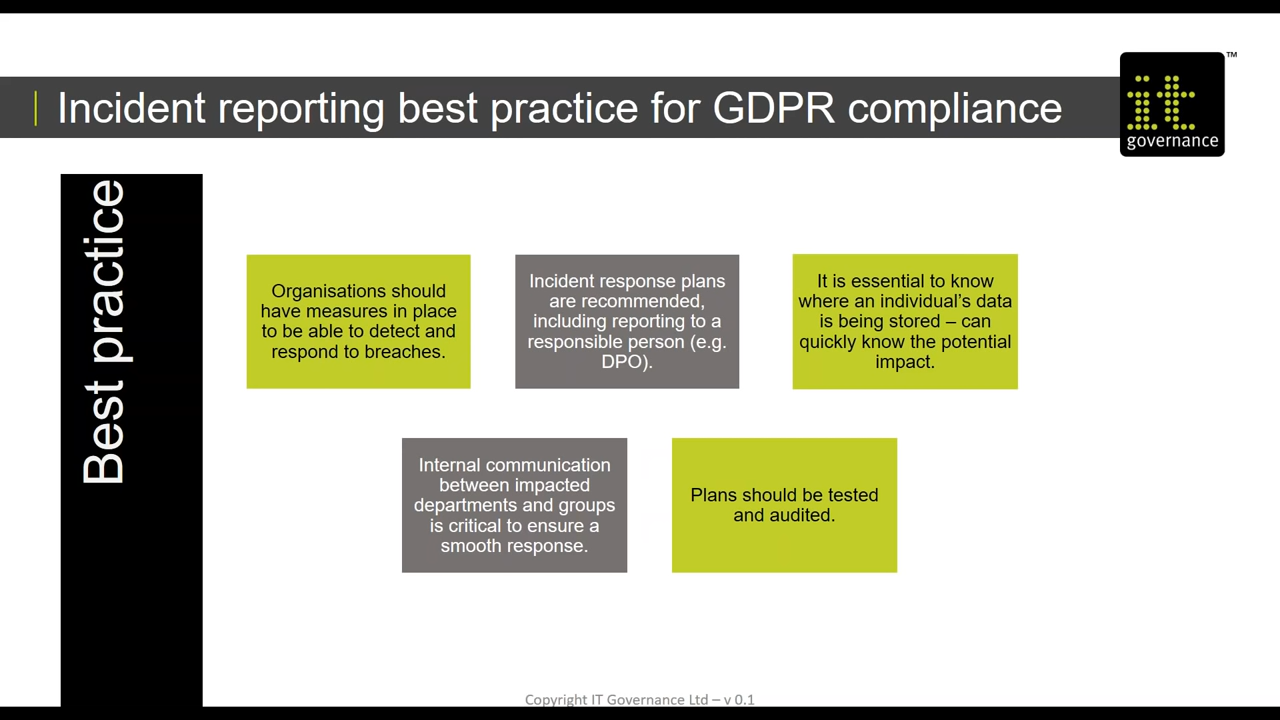 Incident reporting best practice for GDPR compliance
TM
it
governance
Best practice
Organisations should
have measures in place
to be able to detect and
respond to breaches.
Incident response plans
are recommended,
including reporting to a
responsible person (e.g.
DPO).
It is essential to know
where an individual’s data
is being stored – can
quickly know the potential
impact.
Internal communication
between impacted
departments and groups
is critical to ensure a
smooth response.
Plans should be tested
and audited.
Copyright IT Governance Ltd – v 0.1